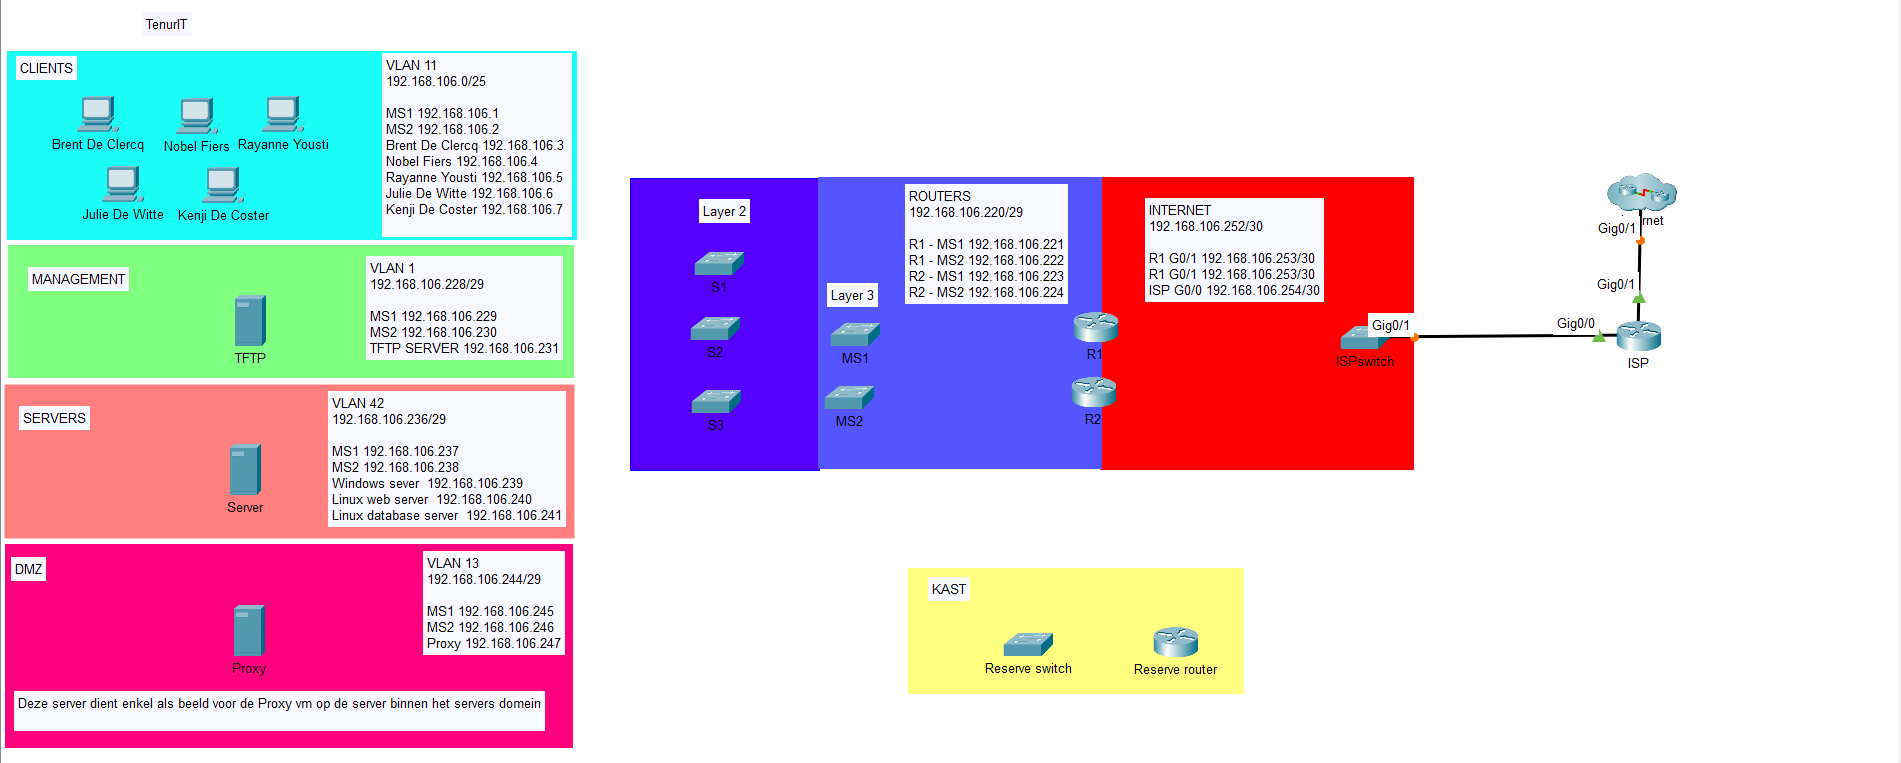 TenurIT
CLIENTS
VLAN 11
192.168.106.0/25
MS1 192.168.106.1
MS2 192.168.106.2
Brent De Clercq 192.168.106.3
Nobel Fiers 192.168.106.4
Rayanne Yousti 192.168.106.5
Julie De Witte 192.168.106.6
Kenji De Coster 192.168.106.7
Brent De Clercq
Nobel Fiers
Rayanne Yousti
Julie De Witte
Kenji De Coster
MANAGEMENT
VLAN 1
192.168.106.228/29
MS1 192.168.106.229
MS2 192.168.106.230
TFTP SERVER 192.168.106.231
TFTP
SERVERS
VLAN 42
192.168.106.236/29
MS1 192.168.106.237
MS2 192.168.106.238
Windows sever 192.168.106.239
Linux web server 192.168.106.240
Linux database server 192.168.106.241
Server
DMZ
VLAN 13
192.168.106.244/29
MS1 192.168.106.245
MS2 192.168.106.246
Proxy 192.168.106.247
Proxy
Deze server dient enkel als beeld voor de Proxy vm op de server binnen het servers domein
Layer 2
S1
S2
S3
Layer 3
MS1
MS2
ROUTERS
192.168.106.220/29
R1 - MS1 192.168.106.221
R1 - MS2 192.168.106.222
R2 - MS1 192.168.106.223
R2 - MS2 192.168.106.224
R1
R2
INTERNET
192.168.106.252/30
R1 G0/1 192.168.106.253/30
R1 G0/1 192.168.106.253/30
ISP G0/0 192.168.106.254/30
Gig0/1
ISPswitch
Gig0/0
ISP
Gig0/1
Gig0/1
rnet
KAST
Reserve switch
Reserve router